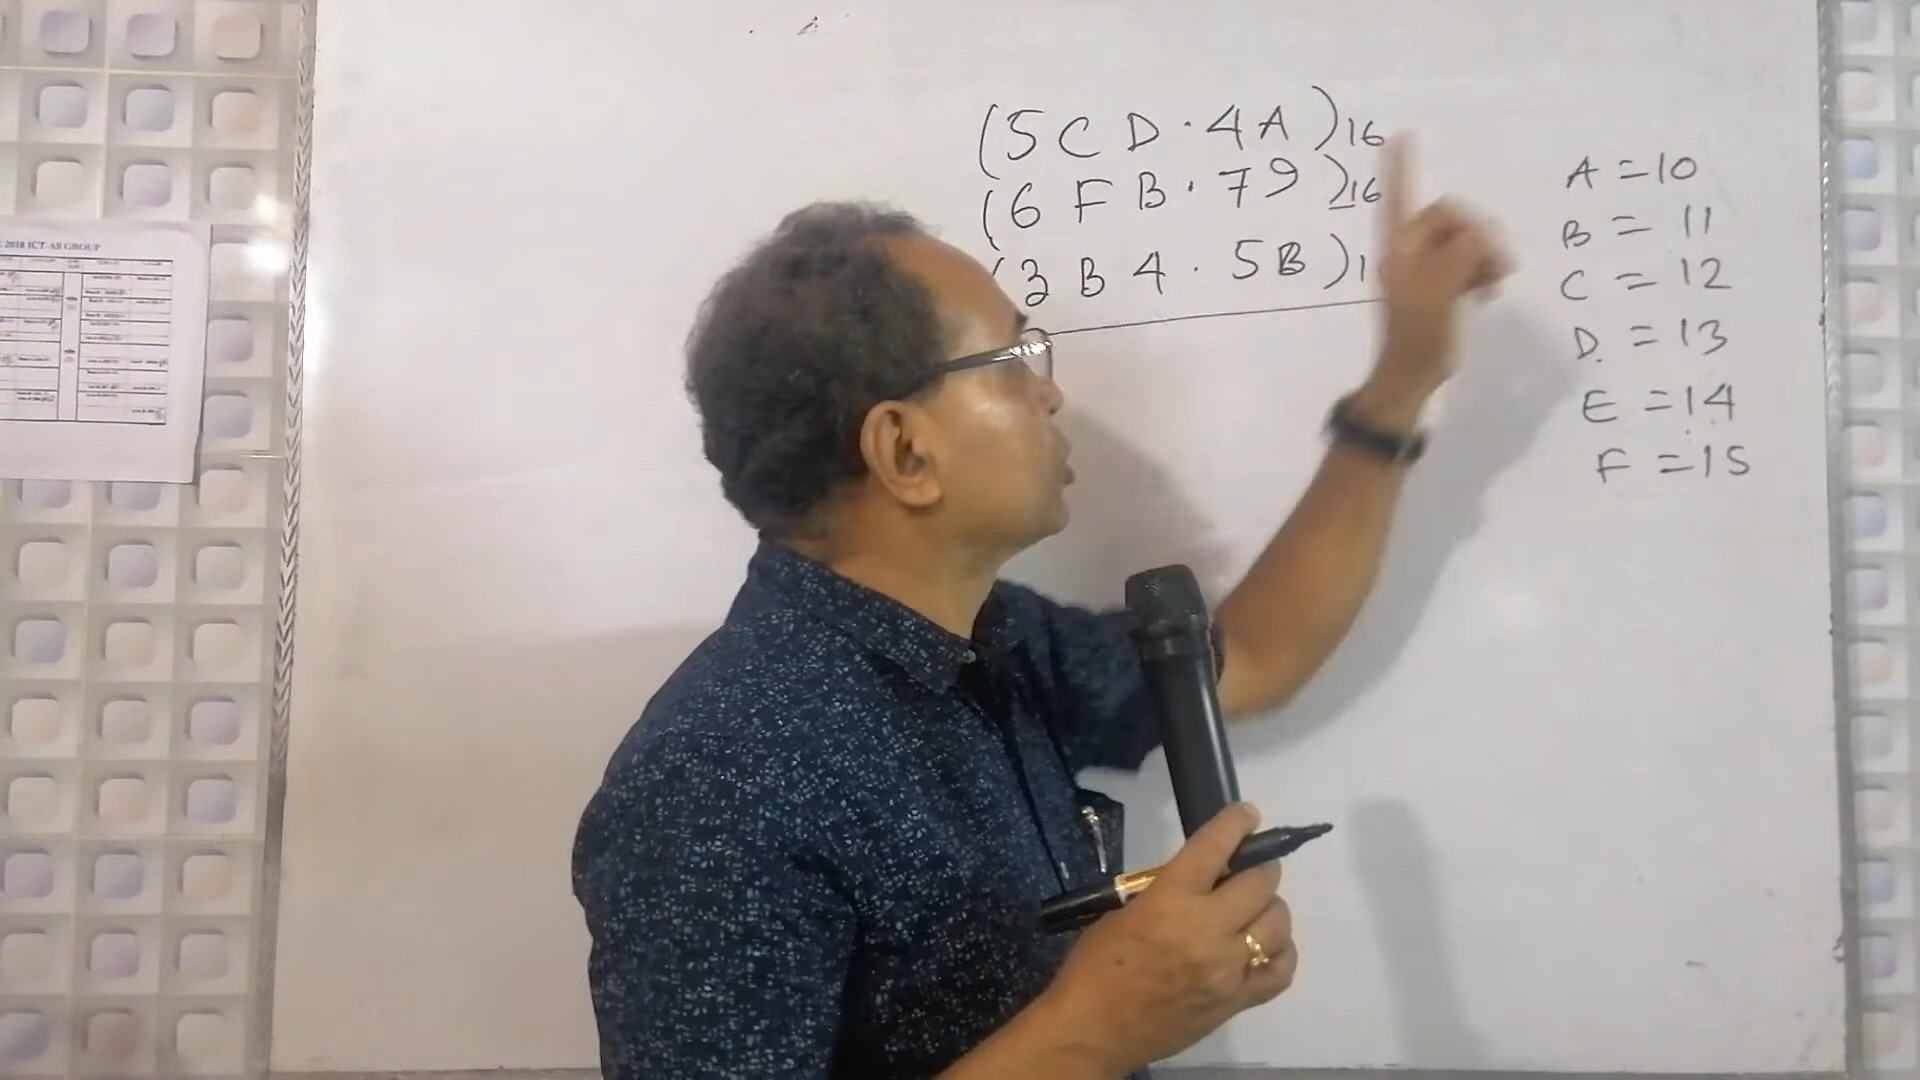 (5CD.4A)16
(6FB.79)16
(3B4.5B)1
A=10
B=11
C=12
D.=13
E=14
F=15
2018 ICT-AB GROUP